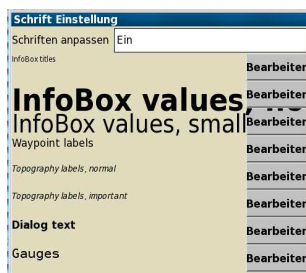 Schrift Einstellung
Schriften anpassen Ein
InfoBox titles
Bearbeiten
InfoBox values, no
Bearbeiten
InfoBox values, small
Bearbeiten
Waypoint labels
Bearbeiten
Topography labels, normal
Bearbeiten
Topography labels, important
Bearbeiten
Dialog text
Bearbeiten
Gauges
Bearbeiten